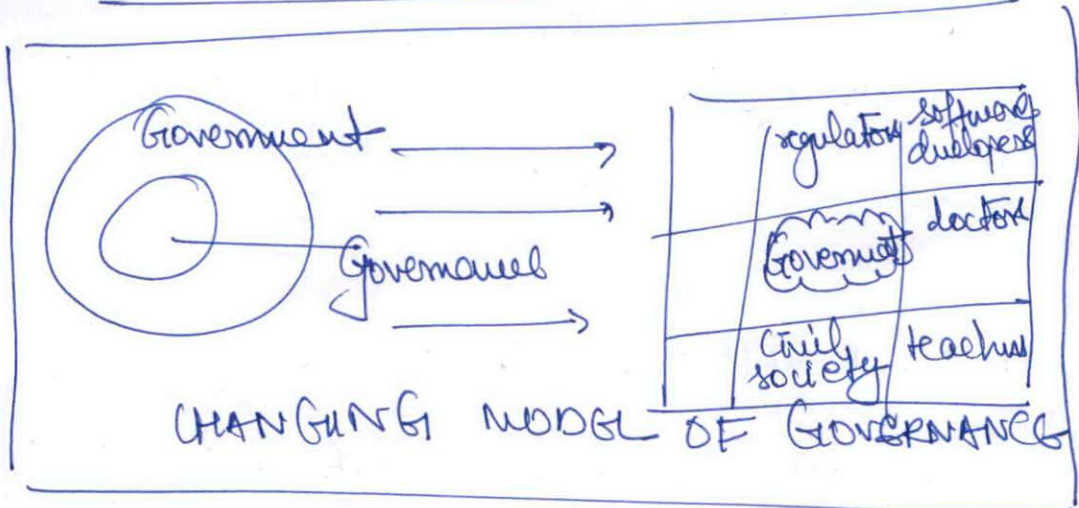 Government
Governance
regulators
software
developers
Government
doctors
civil
society
teachers
CHANGING MODEL OF GOVERNANCE